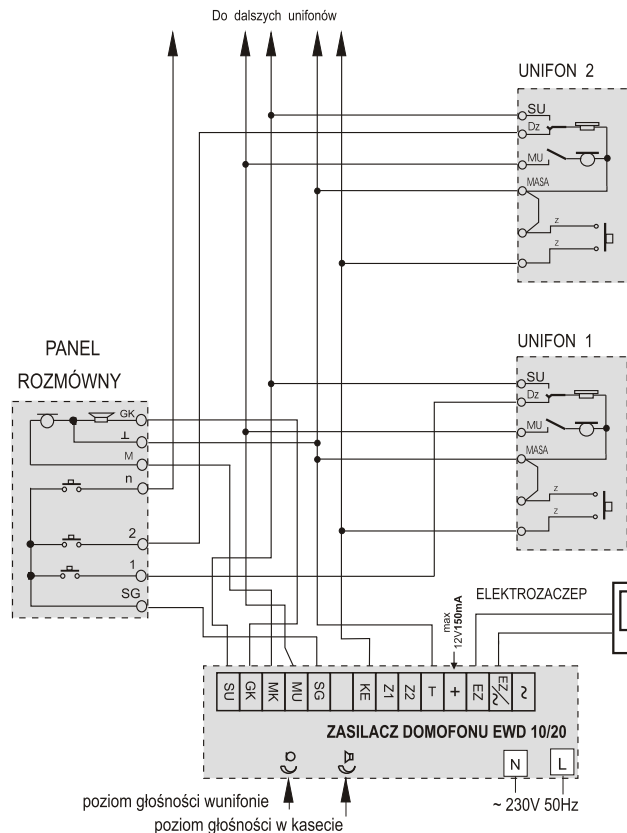 Do dalszych unifonów
UNIFON 2
SU
Dz
MU
MASA
z
z
UNIFON 1
SU
Dz
MU
MASA
z
z
PANEL
ROZMÓWNY
GK
⊥
M
n
2
1
SG
ELEKTROZACZEP
max
12V150mA
SU GK MK MU SG KE Z1 Z2 ⊥ + EZ EZ/~ ~
ZASILACZ DOMOFONU EWD 10/20
N L
poziom głośności wunifonie
~ 230V 50Hz
poziom głośności w kasecie